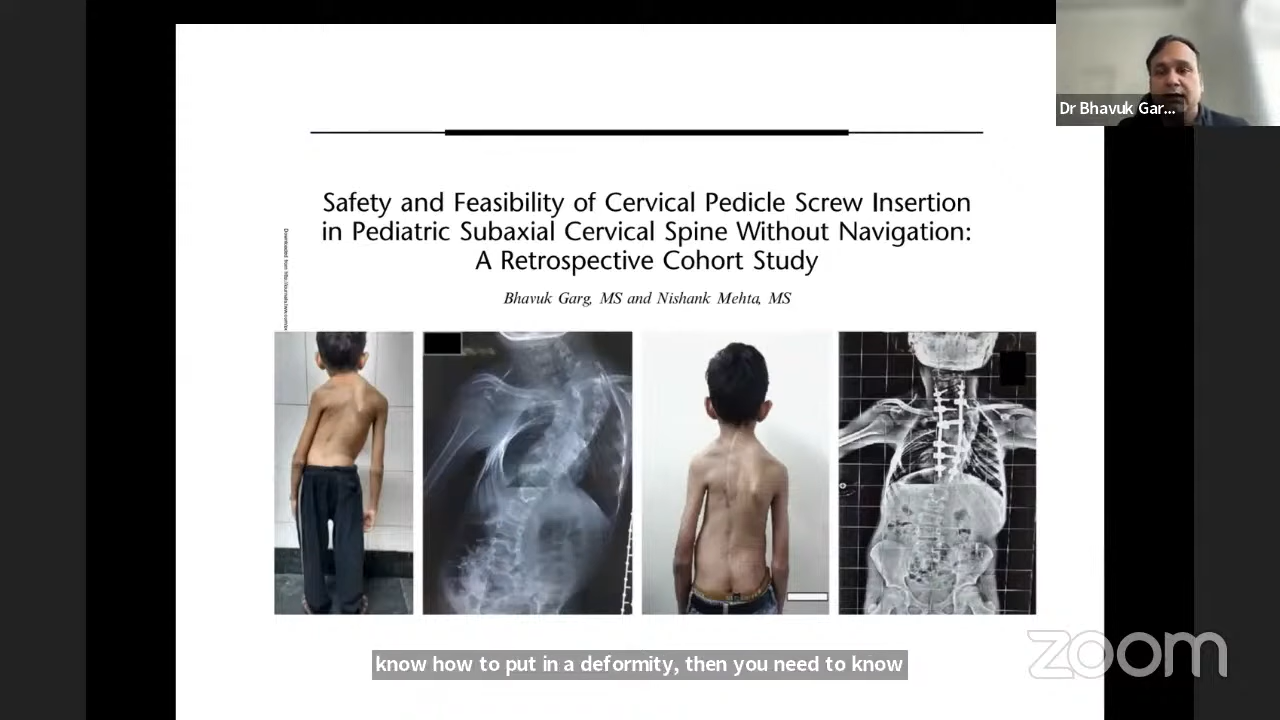 Dr Bhavuk Gar...
Safety and Feasibility of Cervical Pedicle Screw Insertion
in Pediatric Subaxial Cervical Spine Without Navigation:
A Retrospective Cohort Study
Bhavuk Garg, MS and Nishank Mehta, MS
know how to put in a deformity, then you need to know
zoom